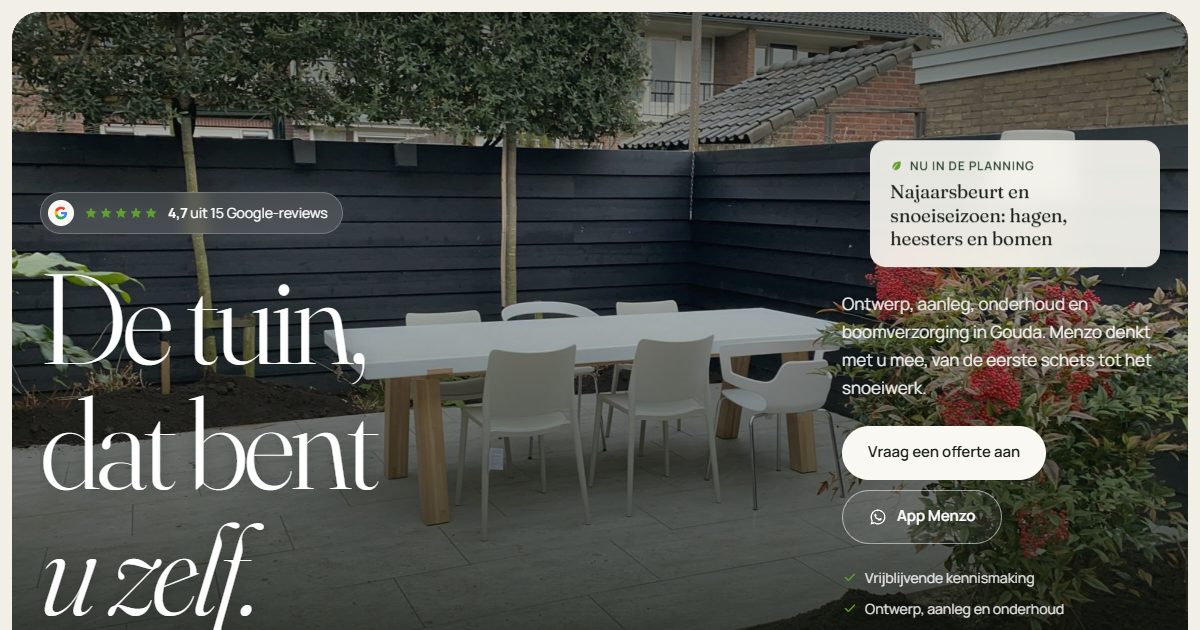 4,7 uit 15 Google-reviews
De tuin,
dat bent
u zelf.
NU IN DE PLANNING
Najaarsbeurt en
snoeiseizoen: hagen,
heesters en bomen
Ontwerp, aanleg, onderhoud en
boomverzorging in Gouda. Menzo denkt
met u mee, van de eerste schets tot het
snoeiwerk.
Vraag een offerte aan
App Menzo
Vrijblijvende kennismaking
Ontwerp, aanleg en onderhoud